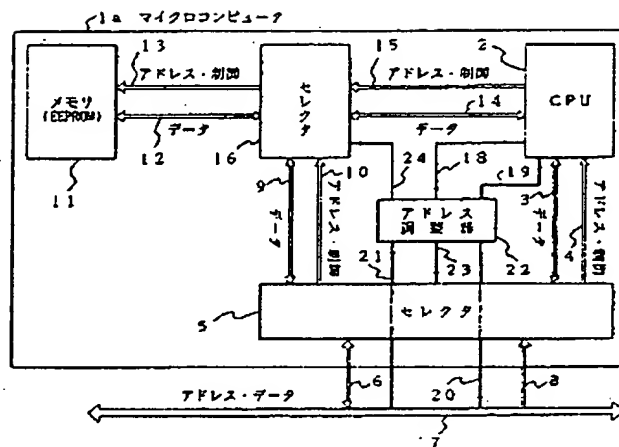 1a マイクロコンピュータ
13
15
2
アドレス・制御
アドレス・制御
メモリ
(EEPROM)
セレクタ
CPU
データ
データ
14
12
16
10
24
18
19
11
9
3
データ
アドレス・制御
アドレス
調整路
データ
アドレス・制御
4
21
23
22
5
セレクタ
アドレス・データ
6
20
8
7